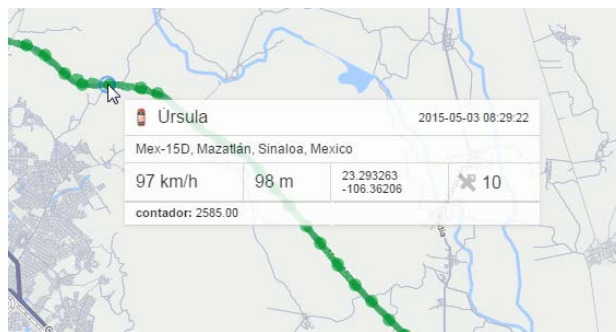 Úrsula 2015-05-03 08:29:22
Mex-15D, Mazatlán, Sinaloa, Mexico
97 km/h 98 m 23.293263 -106.36206 10
contador: 2585.00